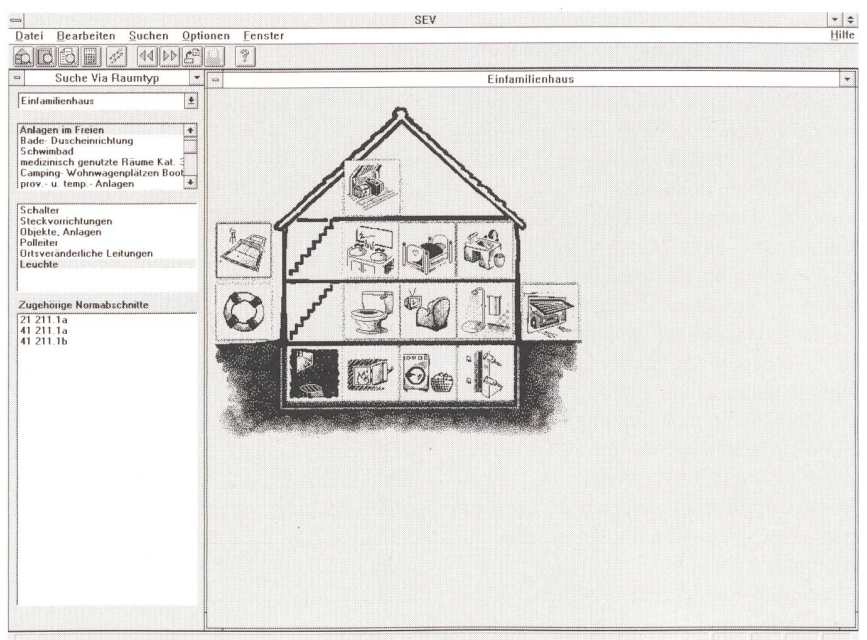 SEV
Datei Bearbeiten Suchen Optionen Fenster Hilfe
?
Suche Via Raumtyp
Einfamilienhaus
Einfamilienhaus
Anlagen im Freien
Bade- Duscheinrichtung
Schwimbad
medizinisch genutzte Räume Kat. 3
Camping- Wohnwagenplätzen Boot
prov.- u. temp.- Anlagen
Schalter
Steckvorrichtungen
Objekte, Anlagen
Polleiter
Ortsveränderliche Leitungen
Leuchte
Zugehörige Normabschnitte
21 211.1a
41 211.1a
41 211.1b